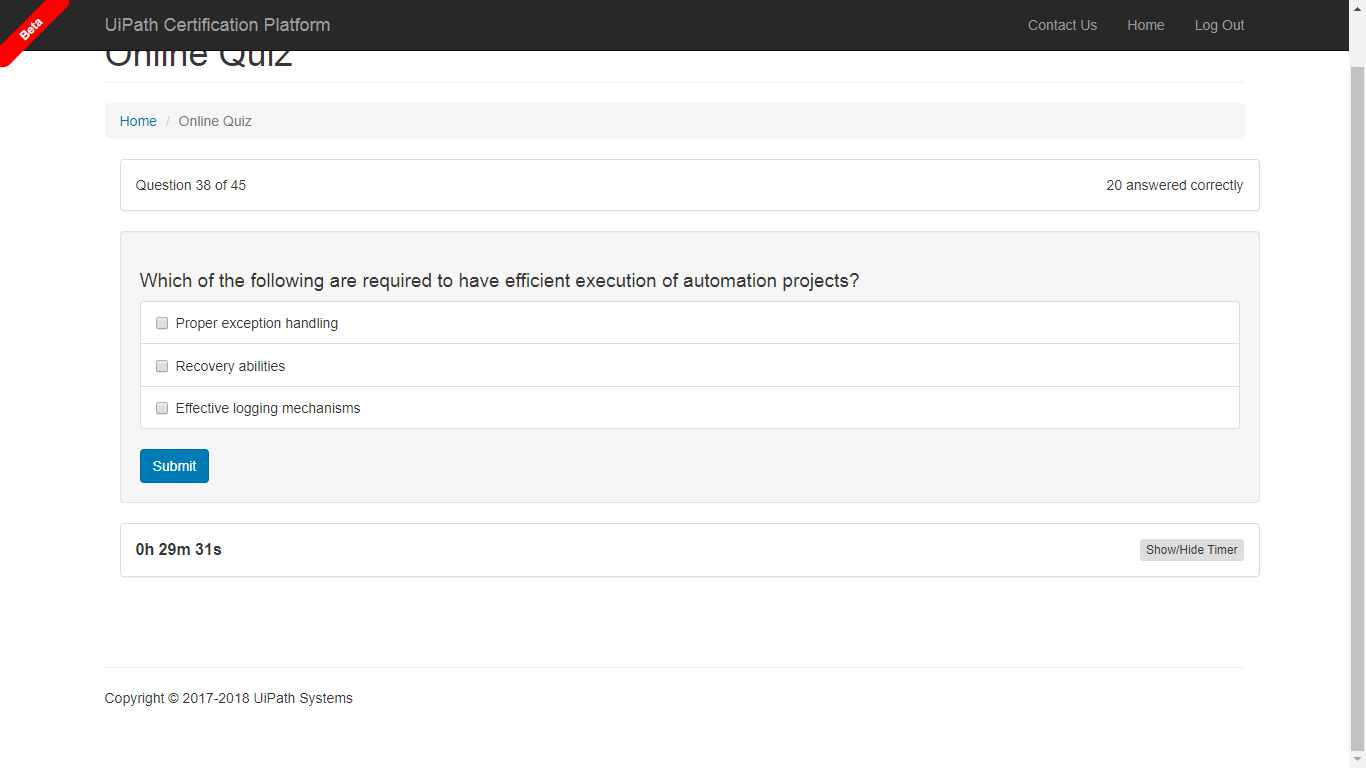 Beta
UiPath Certification Platform
Contact Us
Home
Log Out
Online Quiz
Home / Online Quiz
Question 38 of 45
20 answered correctly
Which of the following are required to have efficient execution of automation projects?
Proper exception handling
Recovery abilities
Effective logging mechanisms
Submit
0h 29m 31s
Show/Hide Timer
Copyright © 2017-2018 UiPath Systems